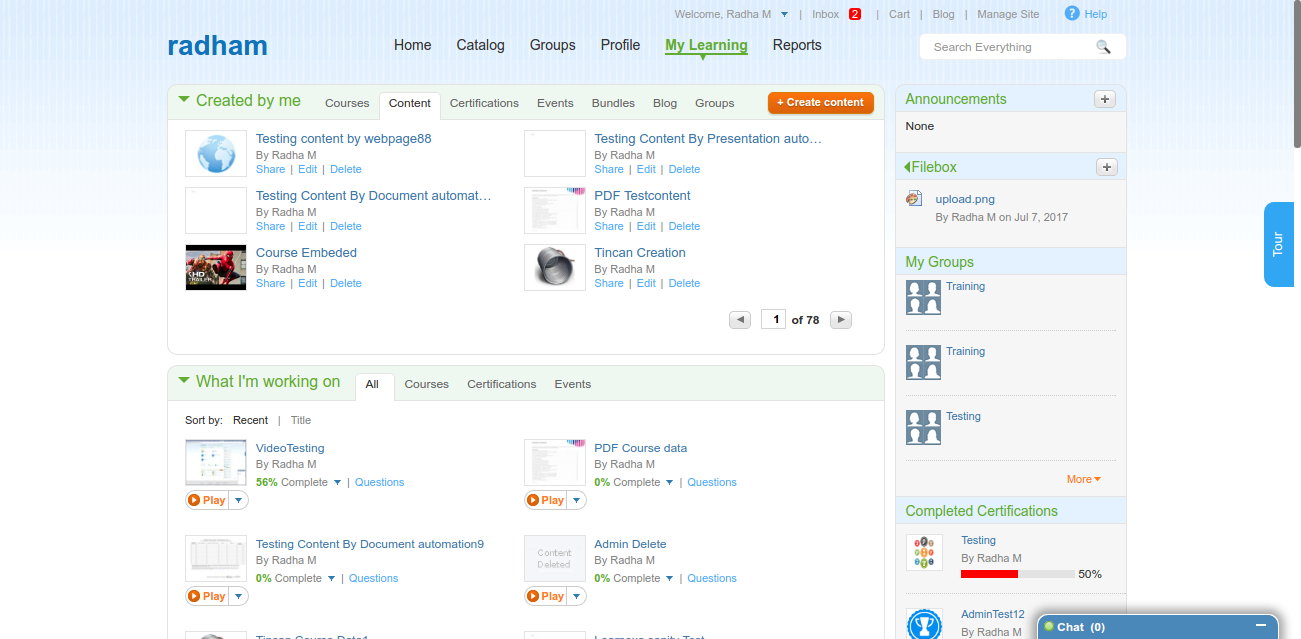 Welcome, Radha M | Inbox 2 | Cart | Blog | Manage Site ? Help
radham
Home Catalog Groups Profile My Learning Reports
Search Everything
Created by me Courses Content Certifications Events Bundles Blog Groups + Create content
Testing content by webpage88
By Radha M
Share | Edit | Delete
Testing Content By Presentation auto…
By Radha M
Share | Edit | Delete
Testing Content By Document automat…
By Radha M
Share | Edit | Delete
PDF Testcontent
By Radha M
Share | Edit | Delete
HD
TRAILER
Course Embeded
By Radha M
Share | Edit | Delete
Tincan Creation
By Radha M
Share | Edit | Delete
1 of 78
What I'm working on All Courses Certifications Events
Sort by: Recent | Title
VideoTesting
By Radha M
56% Complete | Questions
Play
PDF Course data
By Radha M
0% Complete | Questions
Play
Testing Content By Document automation9
By Radha M
0% Complete | Questions
Play
Content
Deleted
Admin Delete
By Radha M
0% Complete | Questions
Play
Tincan Course Data1
Announcements +
None
Filebox +
upload.png
By Radha M on Jul 7, 2017
My Groups
Training
Training
Testing
More
Completed Certifications
Testing
By Radha M
50%
AdminTest12
By Radha M
Tour
Chat (0)